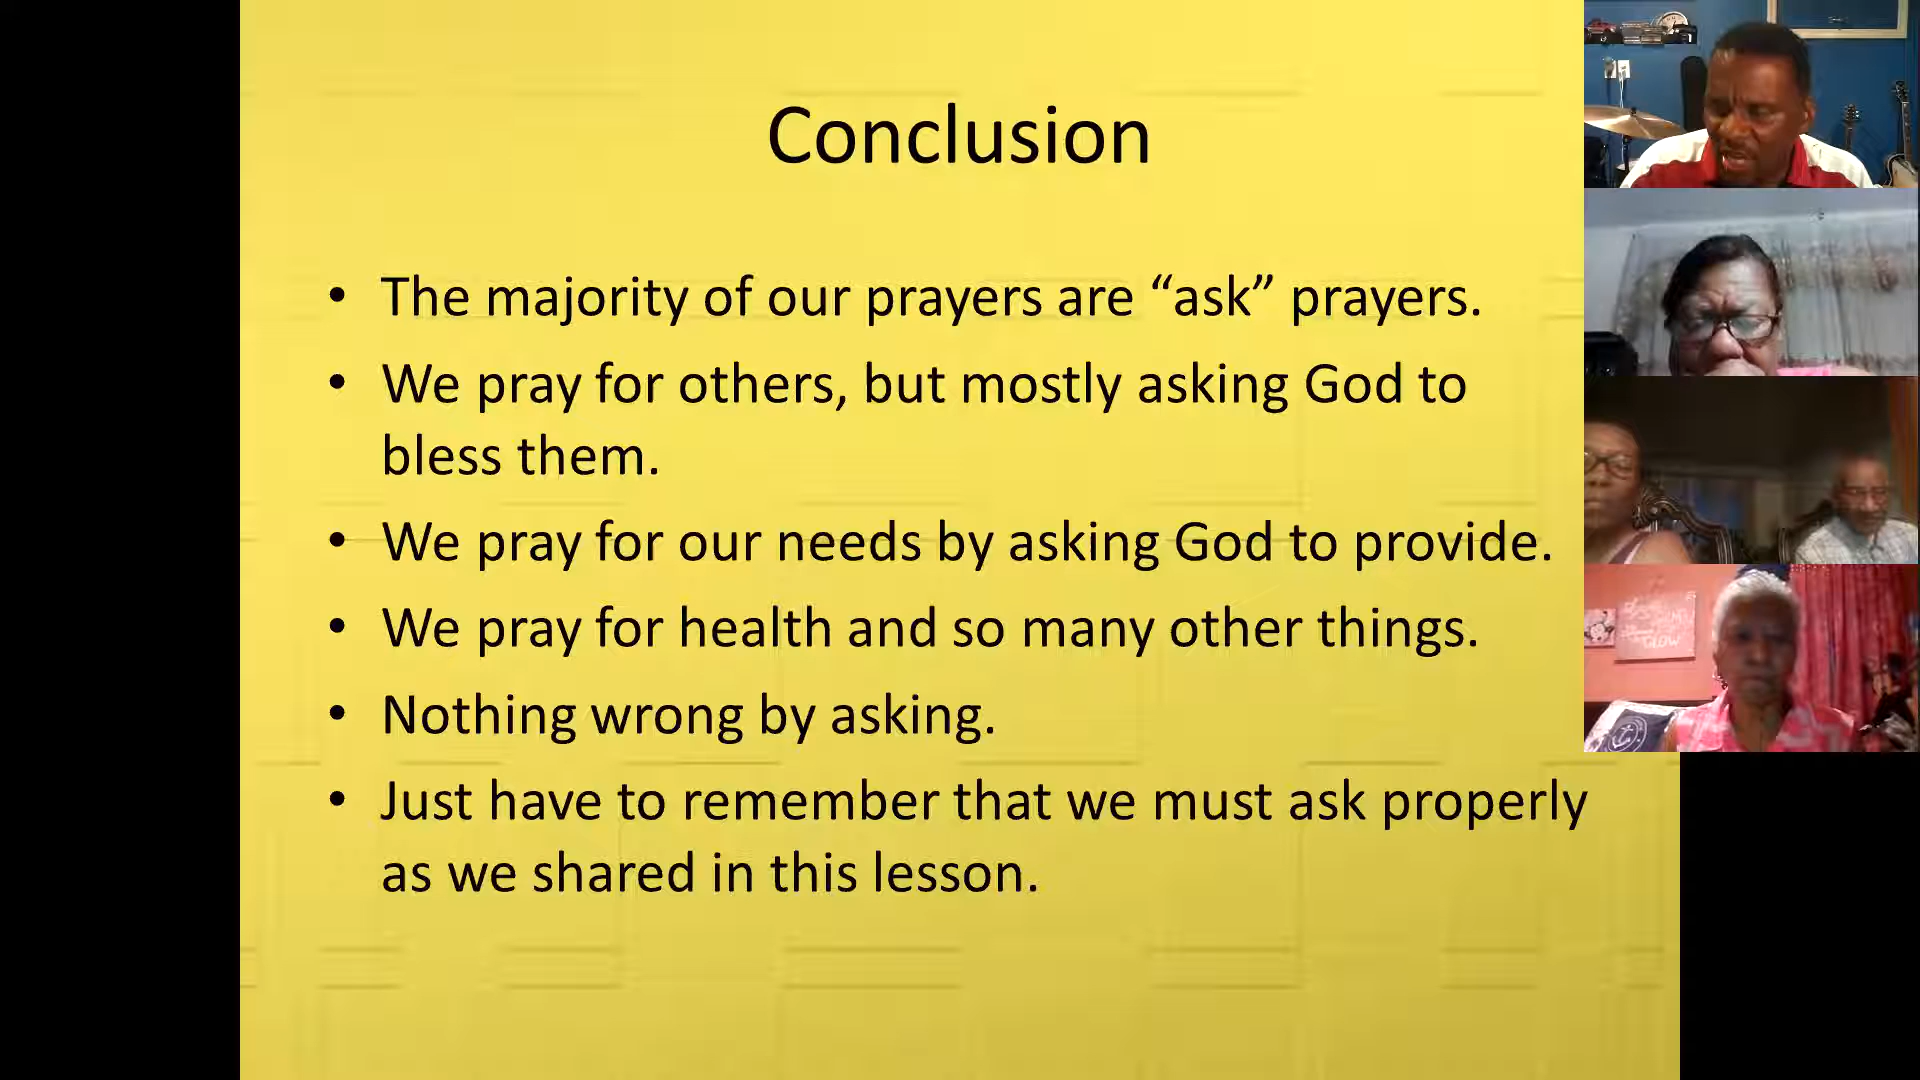 Conclusion
• The majority of our prayers are “ask” prayers.
• We pray for others, but mostly asking God to
bless them.
• We pray for our needs by asking God to provide.
• We pray for health and so many other things.
• Nothing wrong by asking.
• Just have to remember that we must ask properly
as we shared in this lesson.
GLOW